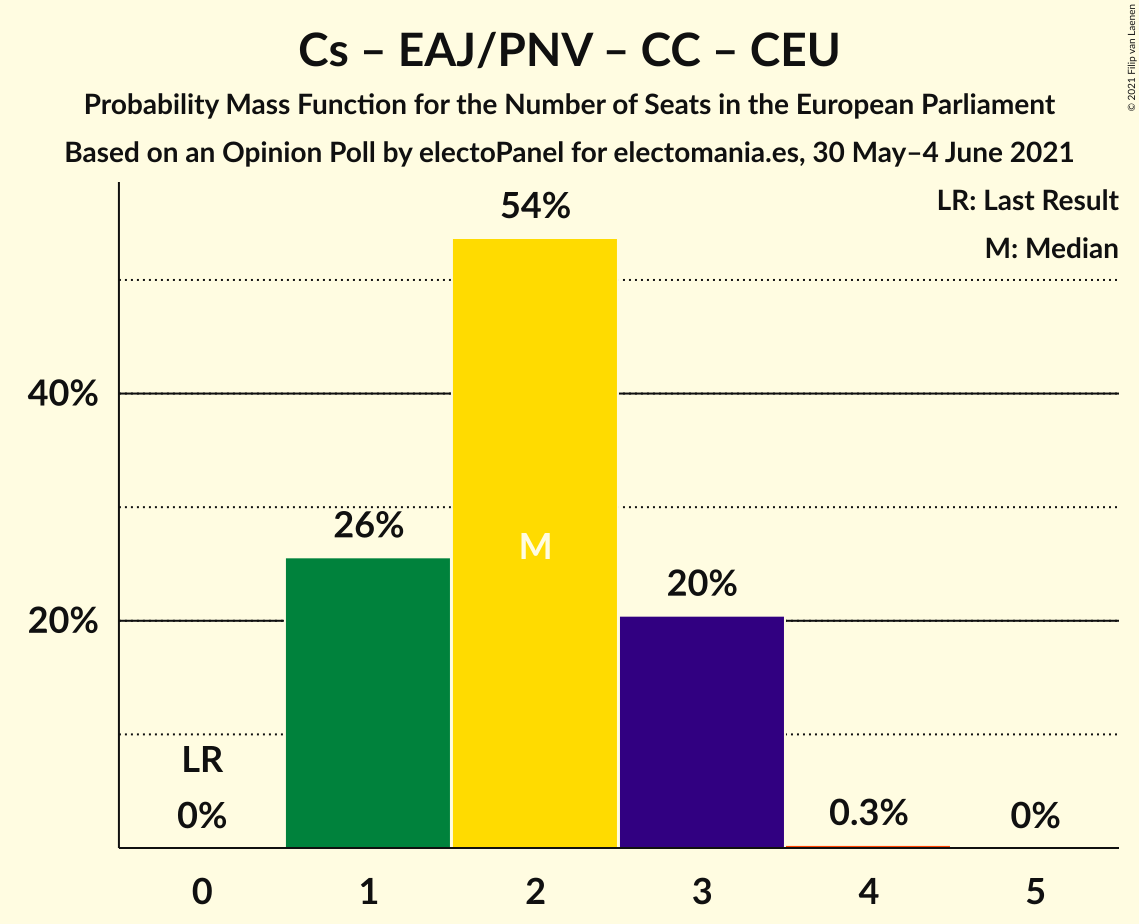 Cs – EAJ/PNV – CC – CEU
Probability Mass Function for the Number of Seats in the European Parliament
Based on an Opinion Poll by electoPanel for electomania.es, 30 May–4 June 2021
© 2021 Filip van Laenen
LR: Last Result
M: Median
54%
40%
26%
M
20%
20%
LR
0%
0.3%
0%
0 1 2 3 4 5